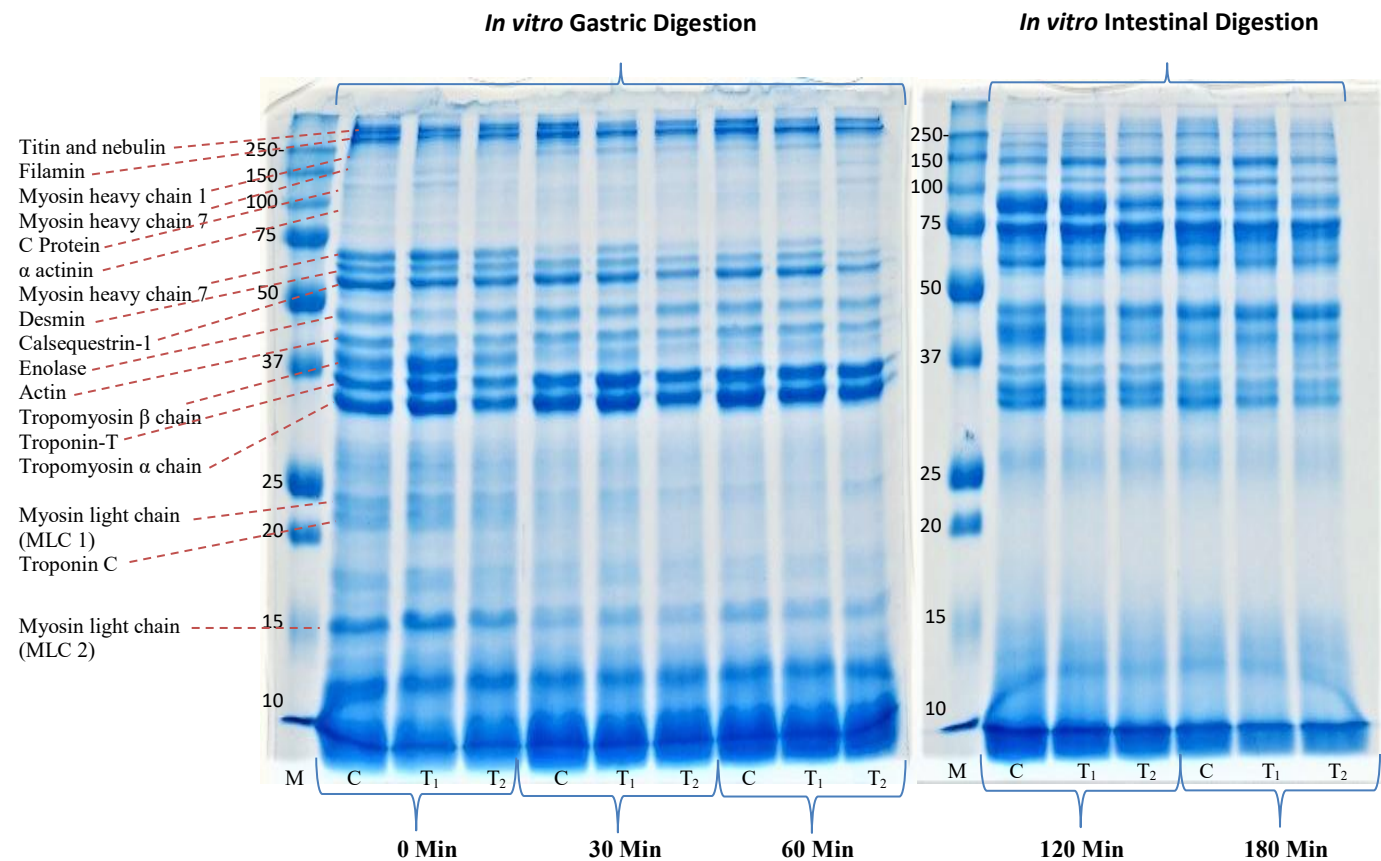 In vitro Gastric Digestion
In vitro Intestinal Digestion
Titin and nebulin
Filamin
Myosin heavy chain 1
Myosin heavy chain 7
C Protein
α actinin
Myosin heavy chain 7
Desmin
Calsequestrin-1
Enolase
Actin
Tropomyosin β chain
Troponin-T
Tropomyosin α chain
Myosin light chain
(MLC 1)
Troponin C
Myosin light chain
(MLC 2)
250-
150
100
75
50
37
25
20
15
10
250-
150
100
75
50
37
25
20
15
10
M C T₁ T₂ C T₁ T₂ C T₁ T₂
M C T₁ T₂ C T₁ T₂
0 Min 30 Min 60 Min
120 Min 180 Min